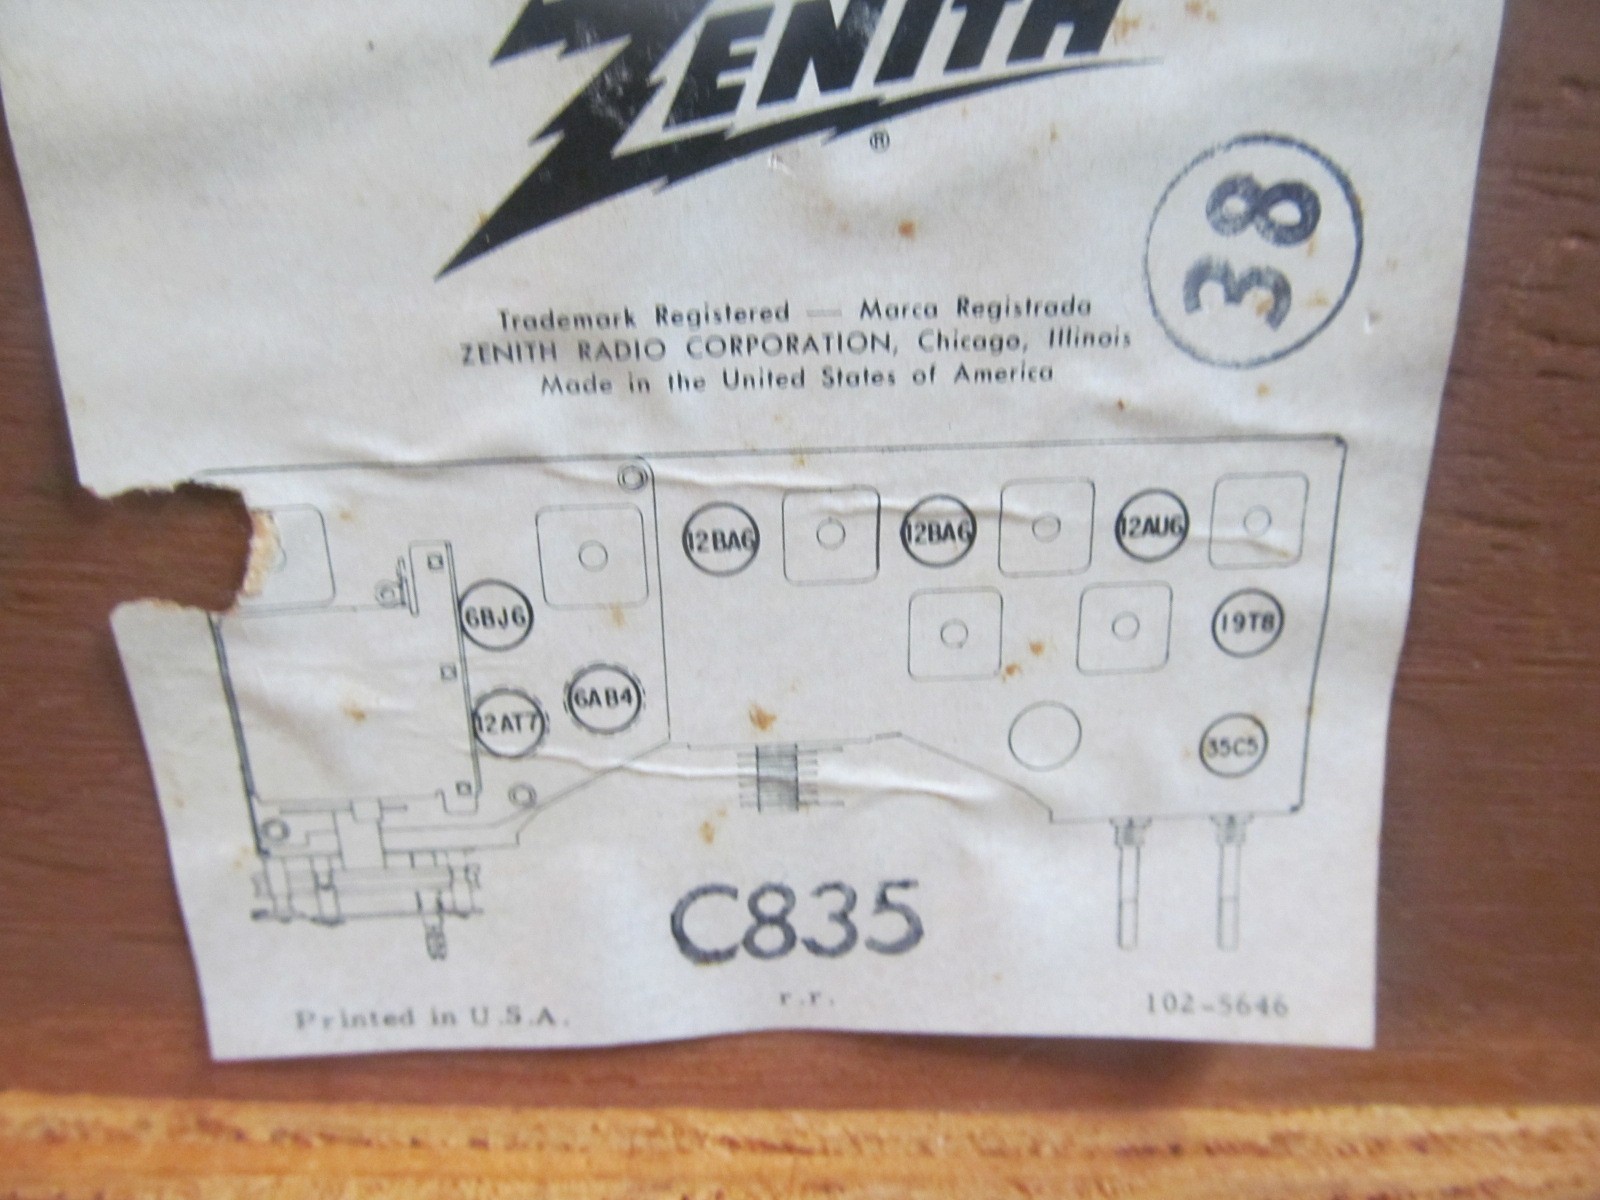 ZENITH
®
38
Trademark Registered — Marca Registrada
ZENITH RADIO CORPORATION, Chicago, Illinois
Made in the United States of America
12BA6 12BA6 12AU6
6BJ6 19T8
12AT7 6AB4 35C5
C835
Printed in U.S.A. r.r. 102-5646